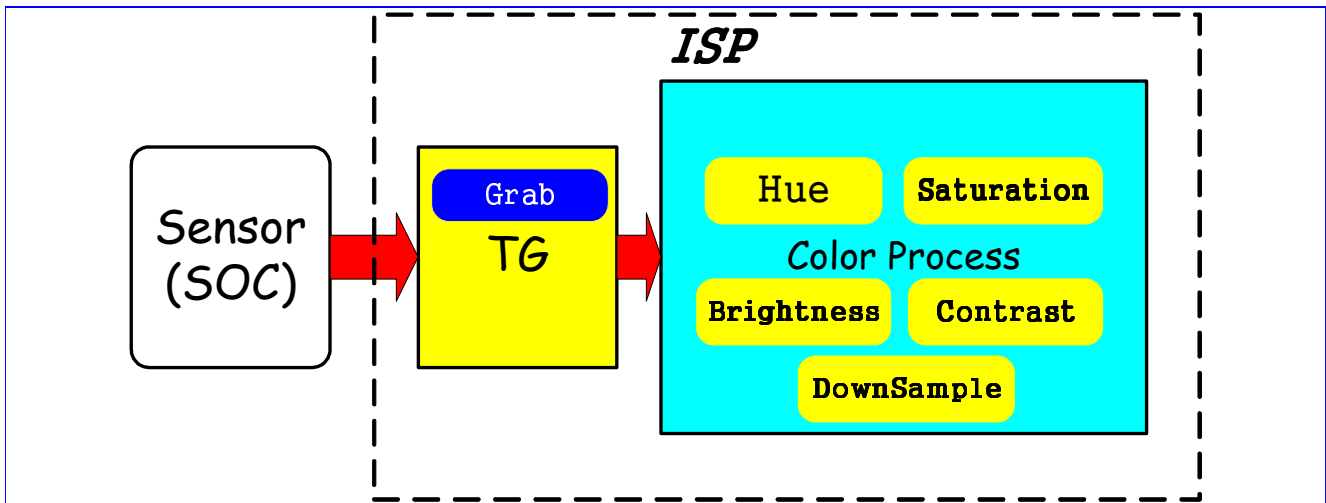 ISP
Sensor
(SOC)
Grab
TG
Hue
Saturation
Color Process
Brightness
Contrast
DownSample